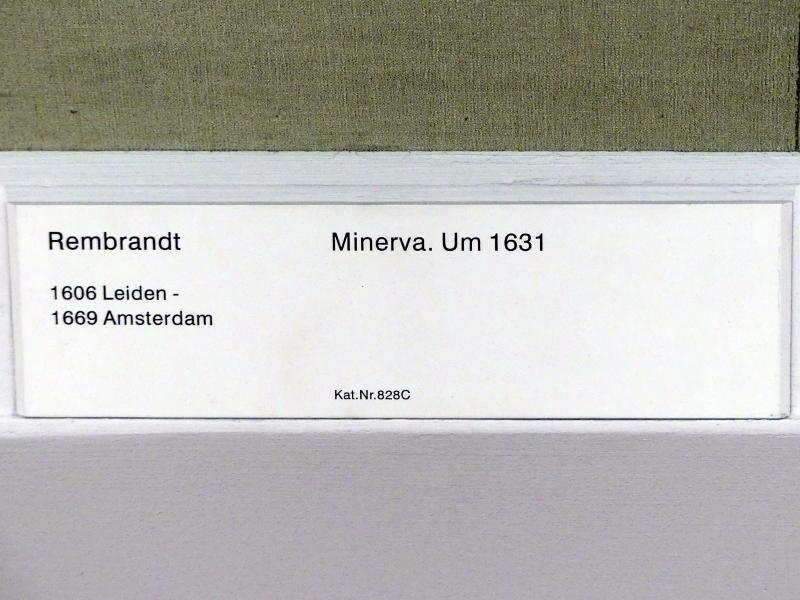 Rembrandt
1606 Leiden -
1669 Amsterdam
Minerva. Um 1631
Kat.Nr.828C